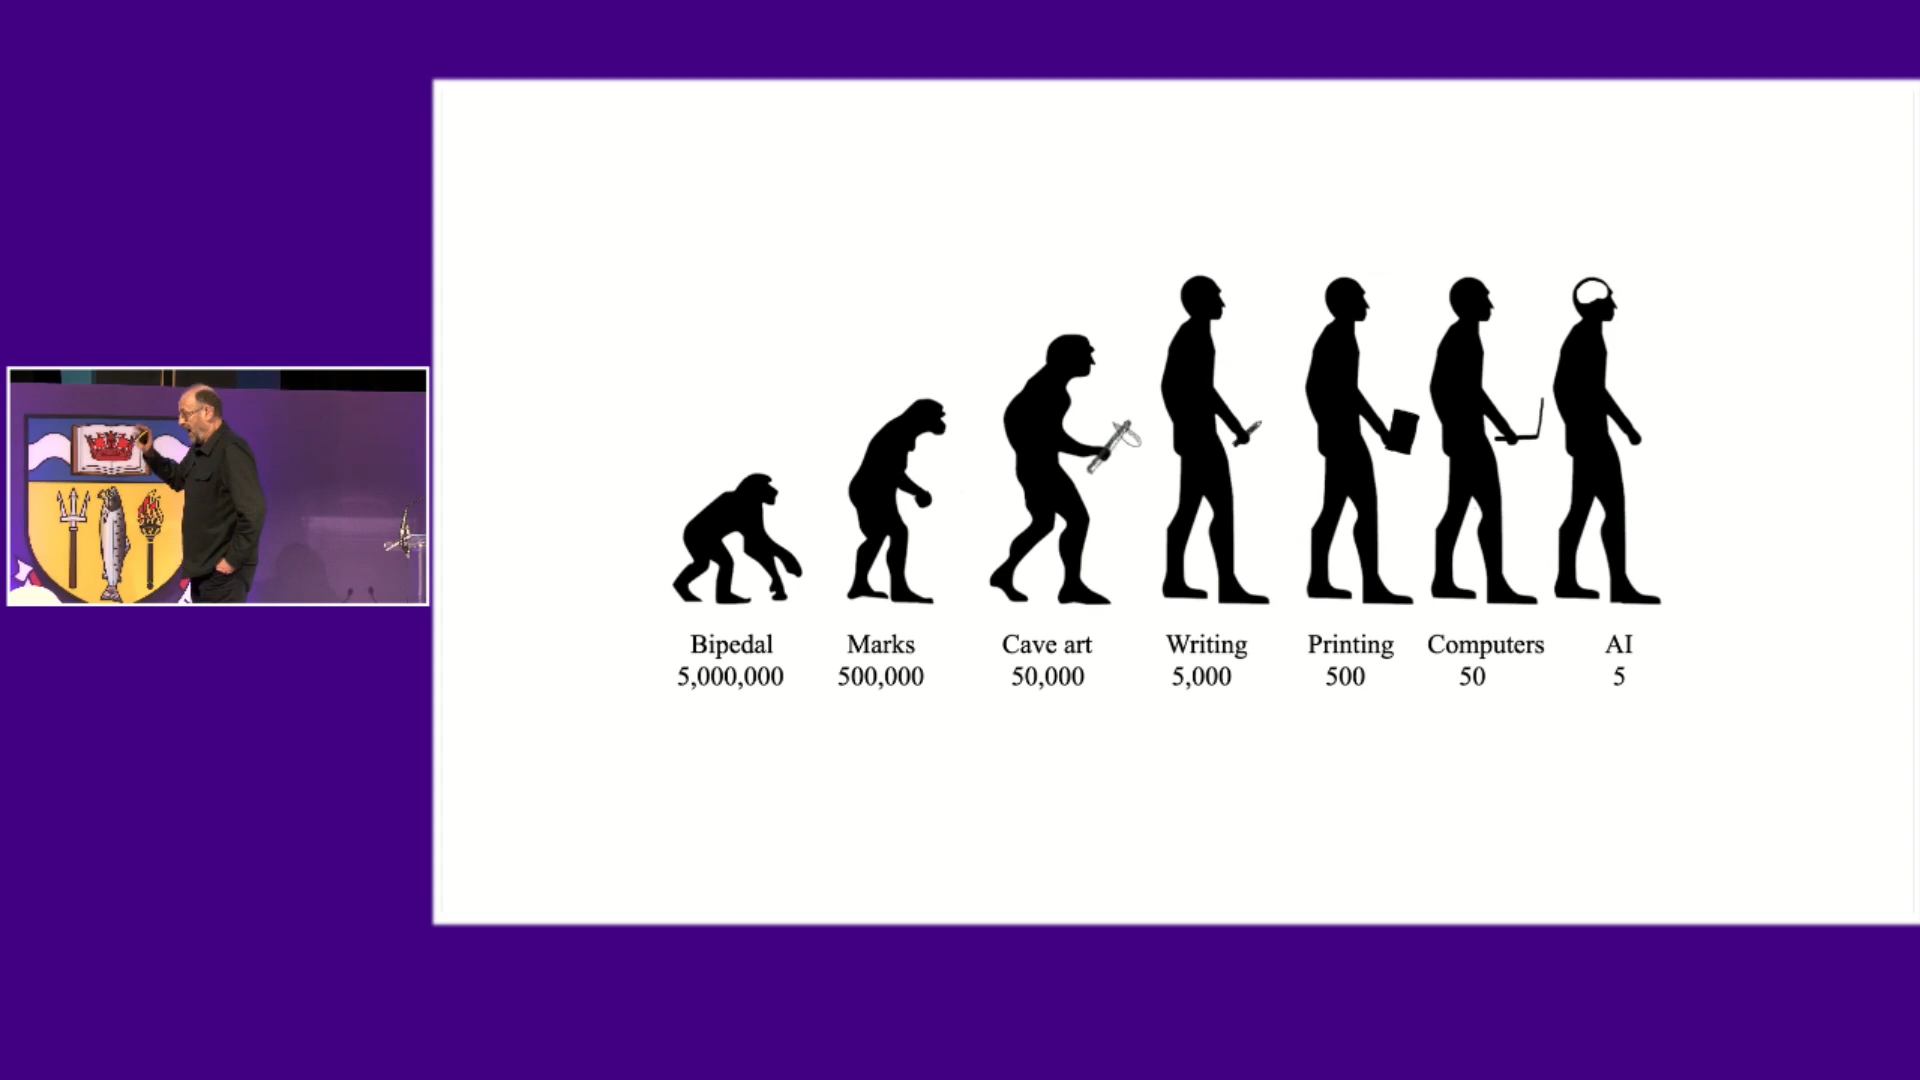 Bipedal Marks Cave art Writing Printing Computers AI
5,000,000 500,000 50,000 5,000 500 50 5